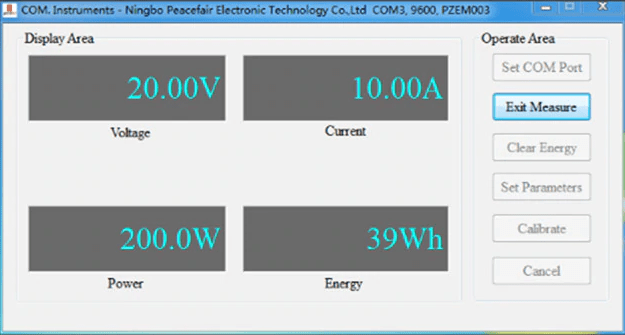 COM. Instruments - Ningbo Peacefair Electronic Technology Co.,Ltd  COM3, 9600, PZEM003
Display Area
Operate Area
20.00V
10.00A
Voltage
Current
200.0W
39Wh
Power
Energy
Set COM Port
Exit Measure
Clear Energy
Set Parameters
Calibrate
Cancel